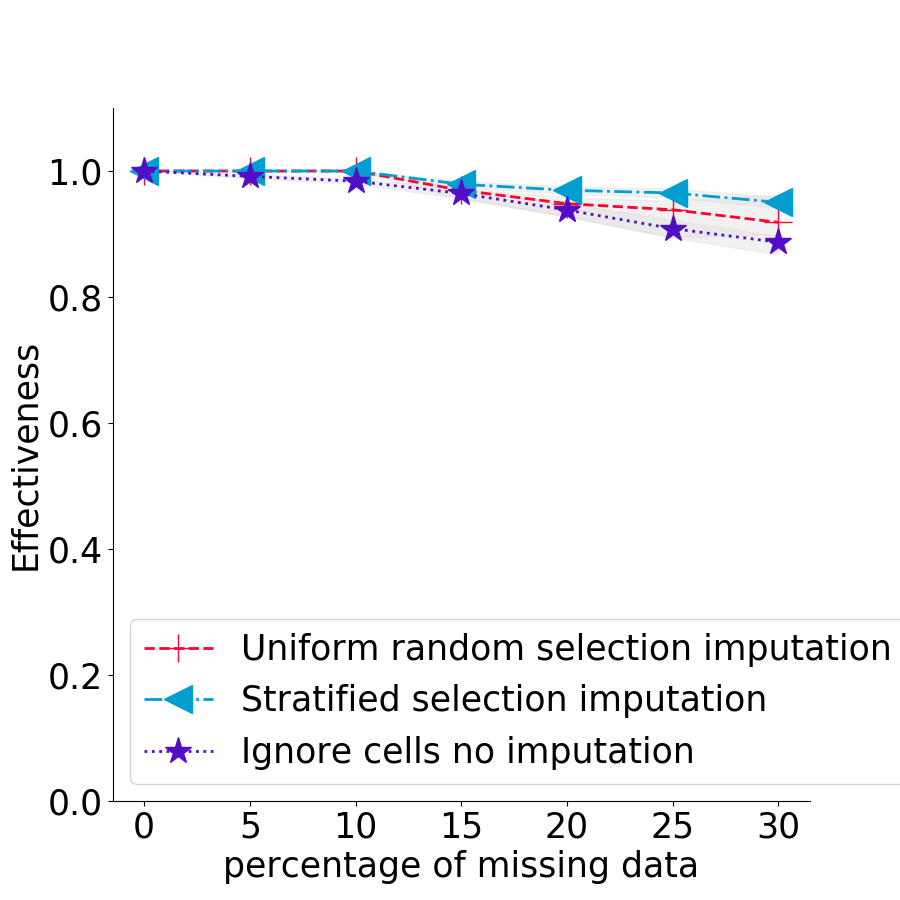 1.0
0.8
0.6
0.4
0.2
0.0
Effectiveness
Uniform random selection imputation
Stratified selection imputation
Ignore cells no imputation
0 5 10 15 20 25 30
percentage of missing data